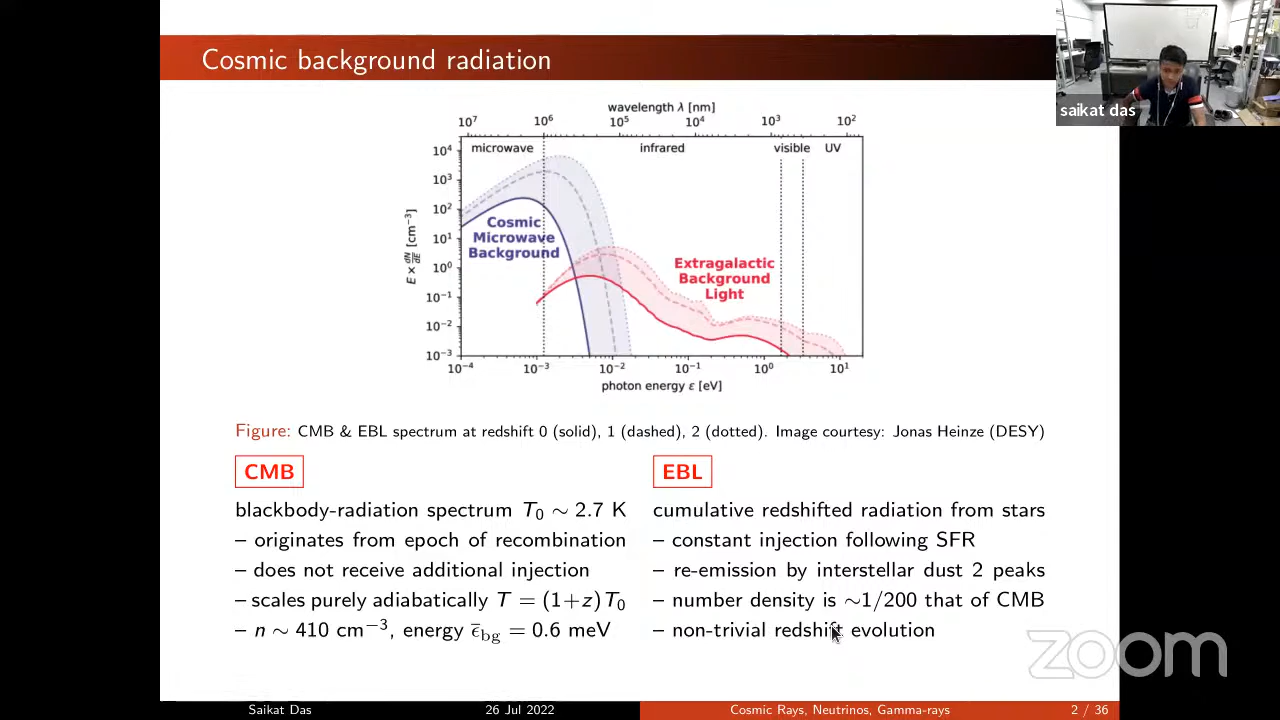 Cosmic background radiation
saikat das
wavelength λ [nm]
10⁷ 10⁶ 10⁵ 10⁴ 10³ 10²
microwave infrared visible UV
10⁴
10³
10²
10¹
10⁰
10⁻¹
10⁻²
10⁻³
E × dN/dE [cm⁻³]
Cosmic
Microwave
Background
Extragalactic
Background
Light
10⁻⁴ 10⁻³ 10⁻² 10⁻¹ 10⁰ 10¹
photon energy ε [eV]
Figure: CMB & EBL spectrum at redshift 0 (solid), 1 (dashed), 2 (dotted). Image courtesy: Jonas Heinze (DESY)
CMB
blackbody-radiation spectrum T₀ ∼ 2.7 K
– originates from epoch of recombination
– does not receive additional injection
– scales purely adiabatically T = (1+z)T₀
– n ∼ 410 cm⁻³, energy ϵ̄bg = 0.6 meV
EBL
cumulative redshifted radiation from stars
– constant injection following SFR
– re-emission by interstellar dust 2 peaks
– number density is ∼1/200 that of CMB
– non-trivial redshift evolution
zoom
Saikat Das 26 Jul 2022 Cosmic Rays, Neutrinos, Gamma-rays 2 / 36